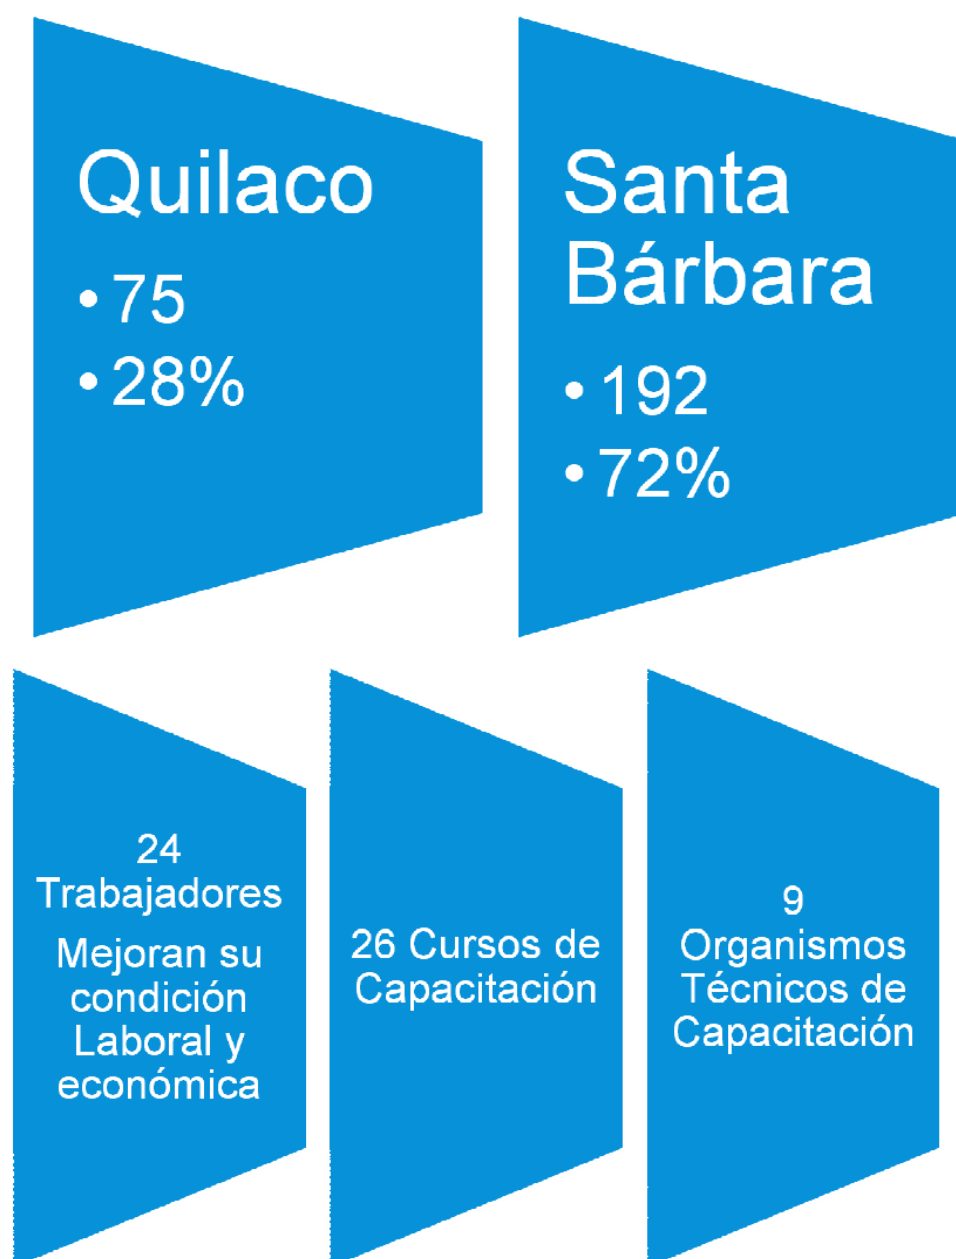 Quilaco
• 75
• 28%
Santa
Bárbara
• 192
• 72%
24
Trabajadores
Mejoran su
condición
Laboral y
económica
26 Cursos de
Capacitación
9
Organismos
Técnicos de
Capacitación